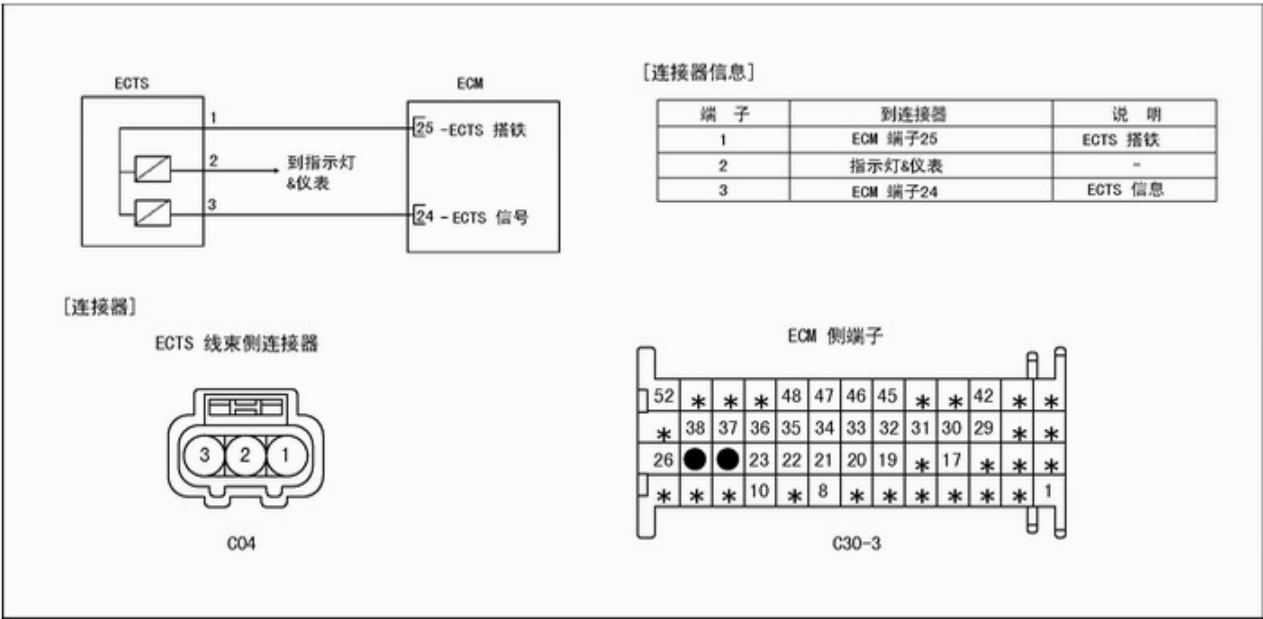 ECTS
ECM
1
25 -ECTS 搭铁
2
到指示灯
&仪表
3
24 - ECTS 信号
[连接器信息]
端 子 到连接器 说 明
1 ECM 端子25 ECTS 搭铁
2 指示灯&仪表 -
3 ECM 端子24 ECTS 信息
[连接器]
ECTS 线束侧连接器
3 2 1
C04
ECM 侧端子
52 * * * 48 47 46 45 * * 42 * *
* 38 37 36 35 34 33 32 31 30 29 * *
26 ● ● 23 22 21 20 19 * 17 * * *
* * * 10 * 8 * * * * * * 1
C30-3